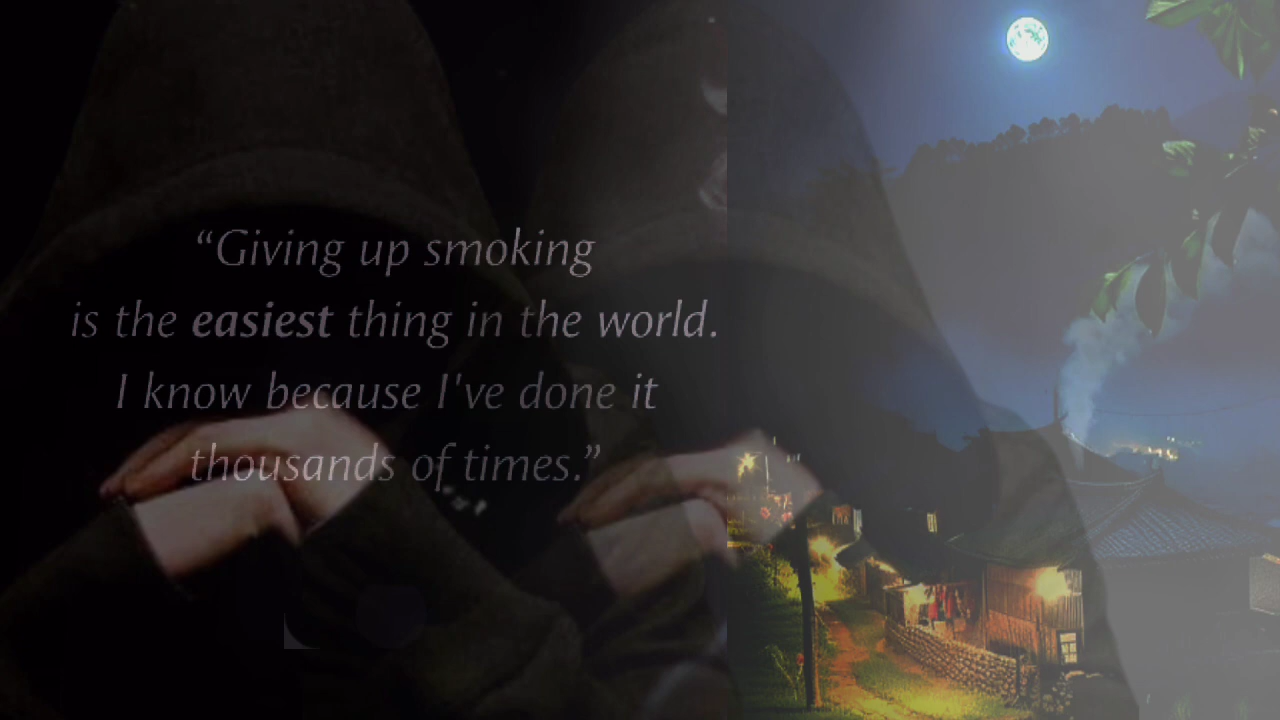 “Giving up smoking
is the easiest thing in the world.
I know because I've done it
thousands of times.”